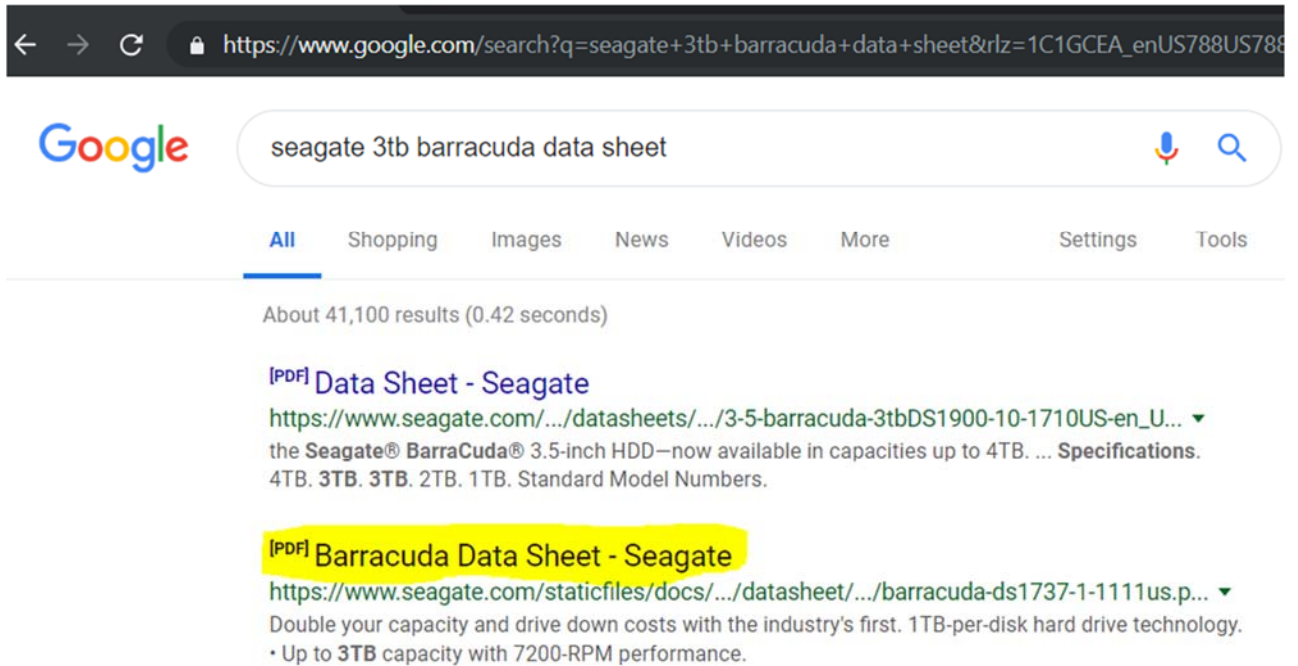 https://www.google.com/search?q=seagate+3tb+barracuda+data+sheet&rlz=1C1GCEA_enUS788US788
Google
seagate 3tb barracuda data sheet
All Shopping Images News Videos More Settings Tools
About 41,100 results (0.42 seconds)
[PDF] Data Sheet - Seagate
https://www.seagate.com/.../datasheets/.../3-5-barracuda-3tbDS1900-10-1710US-en_U...
the Seagate® BarraCuda® 3.5-inch HDD—now available in capacities up to 4TB. ... Specifications.
4TB. 3TB. 3TB. 2TB. 1TB. Standard Model Numbers.
[PDF] Barracuda Data Sheet - Seagate
https://www.seagate.com/staticfiles/docs/.../datasheet/.../barracuda-ds1737-1-1111us.p...
Double your capacity and drive down costs with the industry's first. 1TB-per-disk hard drive technology.
• Up to 3TB capacity with 7200-RPM performance.